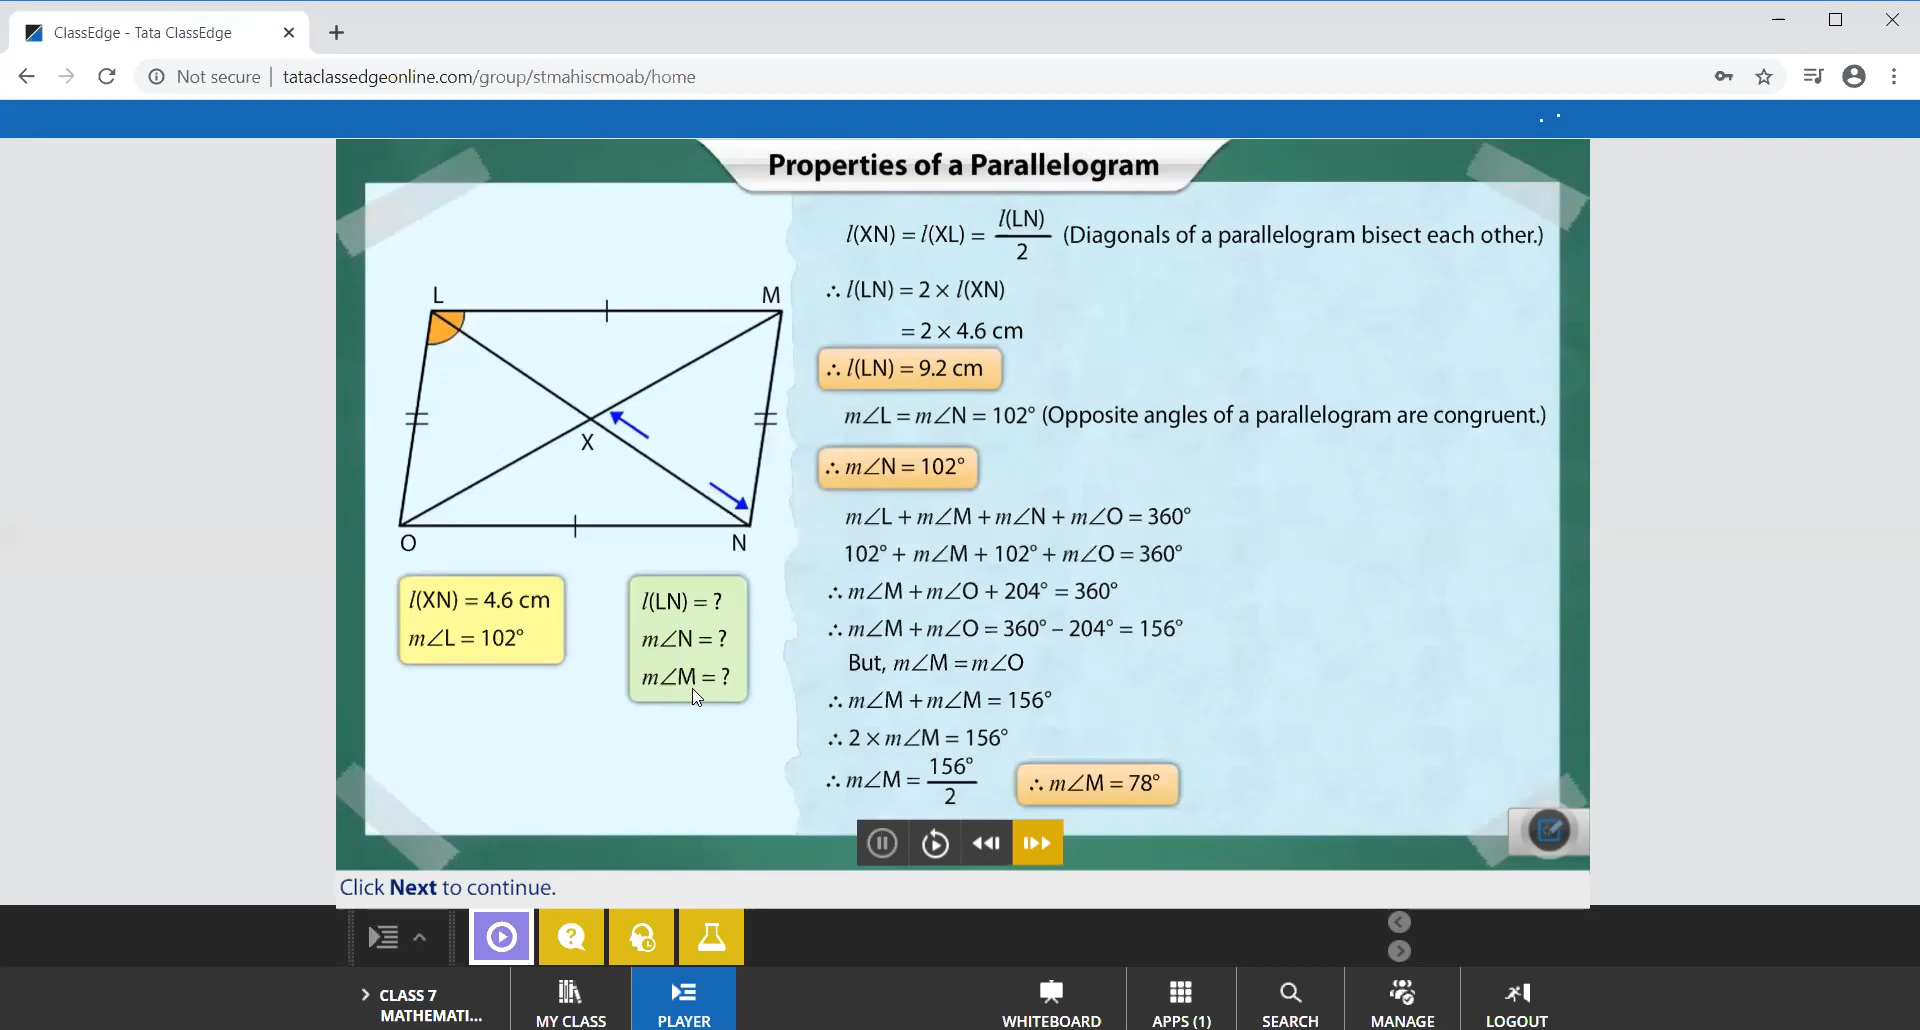 ClassEdge - Tata ClassEdge
Not secure | tataclassedgeonline.com/group/stmahiscmoab/home
Properties of a Parallelogram
L
M
X
O
N
l(XN) = 4.6 cm
m∠L = 102°
l(LN) = ?
m∠N = ?
m∠M = ?
l(XN) = l(XL) = l(LN)/2 (Diagonals of a parallelogram bisect each other.)
∴ l(LN) = 2 × l(XN)
= 2 × 4.6 cm
∴ l(LN) = 9.2 cm
m∠L = m∠N = 102° (Opposite angles of a parallelogram are congruent.)
∴ m∠N = 102°
m∠L + m∠M + m∠N + m∠O = 360°
102° + m∠M + 102° + m∠O = 360°
∴ m∠M + m∠O + 204° = 360°
∴ m∠M + m∠O = 360° – 204° = 156°
But, m∠M = m∠O
∴ m∠M + m∠M = 156°
∴ 2 × m∠M = 156°
∴ m∠M = 156°/2
∴ m∠M = 78°
Click Next to continue.
CLASS 7
MATHEMATI...
MY CLASS
PLAYER
WHITEBOARD
APPS (1)
SEARCH
MANAGE
LOGOUT